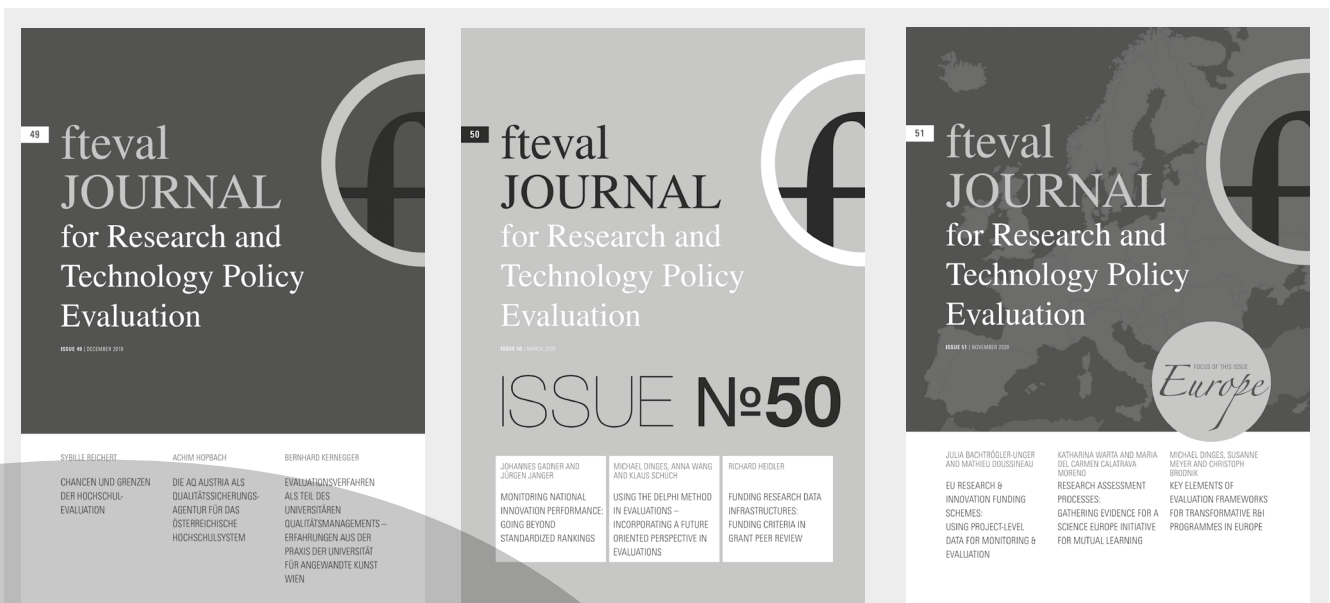 49
fteval
JOURNAL
for Research and
Technology Policy
Evaluation
ISSUE 49 | DECEMBER 2019
SYBILLE REICHERT
CHANCEN UND GRENZEN
DER HOCHSCHUL-
EVALUATION
ACHIM HOPBACH
DIE AQ AUSTRIA ALS
QUALITÄTSSICHERUNGS-
AGENTUR FÜR DAS
ÖSTERREICHISCHE
HOCHSCHULSYSTEM
BERNHARD KERNEGGER
EVALUATIONSVERFAHREN
ALS TEIL DES
UNIVERSITÄREN
QUALITÄTSMANAGEMENTS –
ERFAHRUNGEN AUS DER
PRAXIS DER UNIVERSITÄT
FÜR ANGEWANDTE KUNST
WIEN
50
fteval
JOURNAL
for Research and
Technology Policy
Evaluation
ISSUE 50 | MARCH 2020
ISSUE Nº50
JOHANNES GADNER AND
JÜRGEN JANGER
MONITORING NATIONAL
INNOVATION PERFORMANCE:
GOING BEYOND
STANDARDIZED RANKINGS
MICHAEL DINGES, ANNA WANG
AND KLAUS SCHUCH
USING THE DELPHI METHOD
IN EVALUATIONS –
INCORPORATING A FUTURE
ORIENTED PERSPECTIVE IN
EVALUATIONS
RICHARD HEIDLER
FUNDING RESEARCH DATA
INFRASTRUCTURES:
FUNDING CRITERIA IN
GRANT PEER REVIEW
51
fteval
JOURNAL
for Research and
Technology Policy
Evaluation
ISSUE 51 | NOVEMBER 2020
FOCUS OF THIS ISSUE
Europe
JULIA BACHTRÖGLER-UNGER
AND MATHIEU DOUSSINEAU
EU RESEARCH &
INNOVATION FUNDING
SCHEMES:
USING PROJECT-LEVEL
DATA FOR MONITORING &
EVALUATION
KATHARINA WARTA AND MARIA
DEL CARMEN CALATRAVA
MORENO
RESEARCH ASSESSMENT
PROCESSES:
GATHERING EVIDENCE FOR A
SCIENCE EUROPE INITIATIVE
FOR MUTUAL LEARNING
MICHAEL DINGES, SUSANNE
MEYER AND CHRISTOPH
BRODNIK
KEY ELEMENTS OF
EVALUATION FRAMEWORKS
FOR TRANSFORMATIVE R&I
PROGRAMMES IN EUROPE